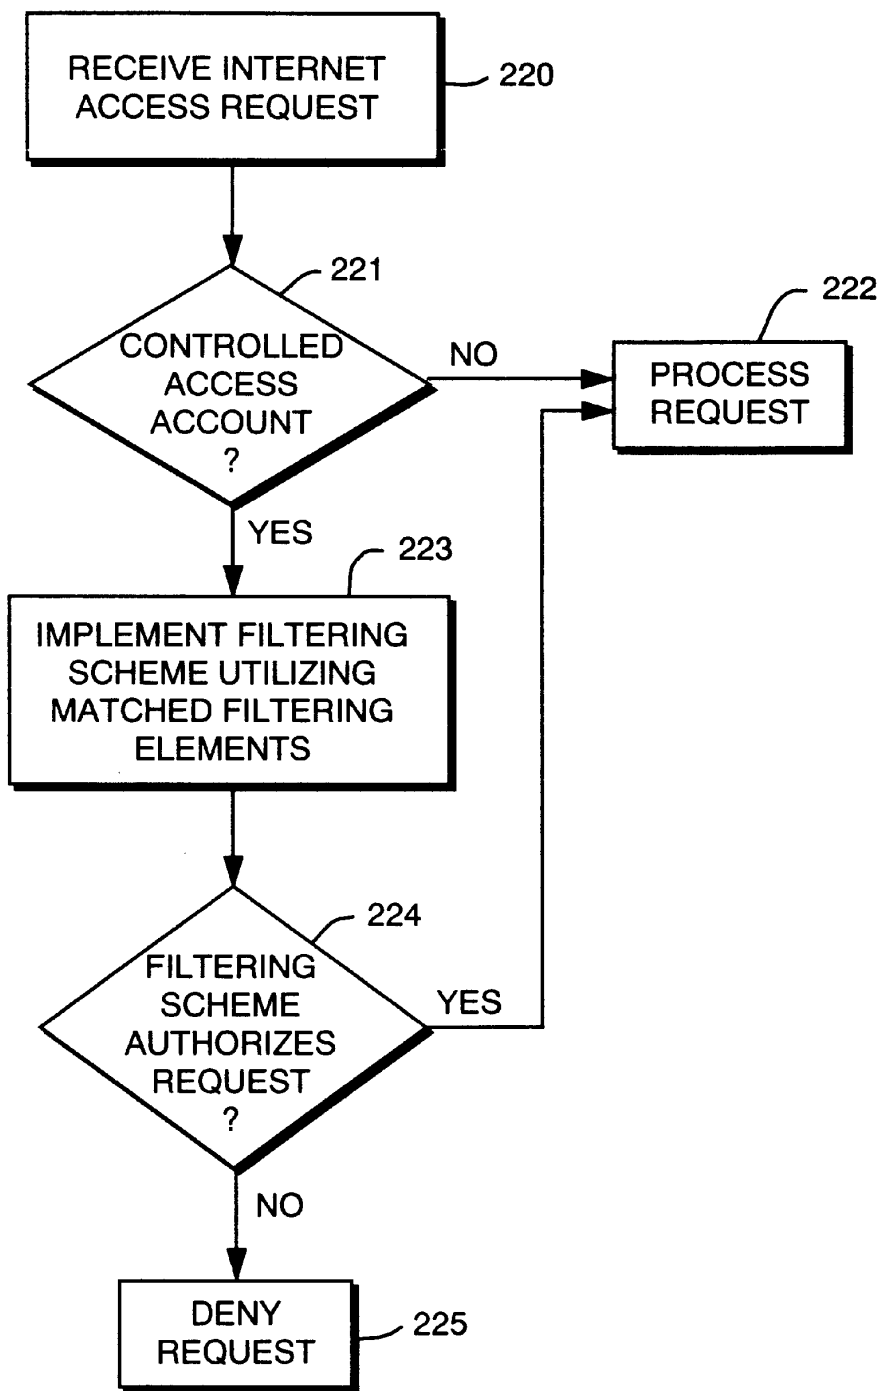 RECEIVE INTERNET
ACCESS REQUEST
220
221
CONTROLLED
ACCESS
ACCOUNT
?
NO
222
PROCESS
REQUEST
YES
223
IMPLEMENT FILTERING
SCHEME UTILIZING
MATCHED FILTERING
ELEMENTS
224
FILTERING
SCHEME
AUTHORIZES
REQUEST
?
YES
NO
DENY
REQUEST
225